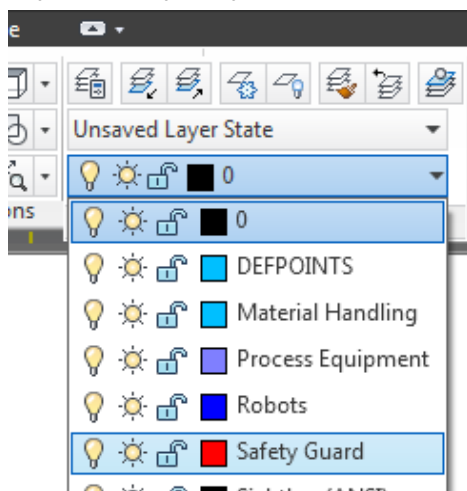 e
Unsaved Layer State
0
ons
0
DEFPOINTS
Material Handling
Process Equipment
Robots
Safety Guard